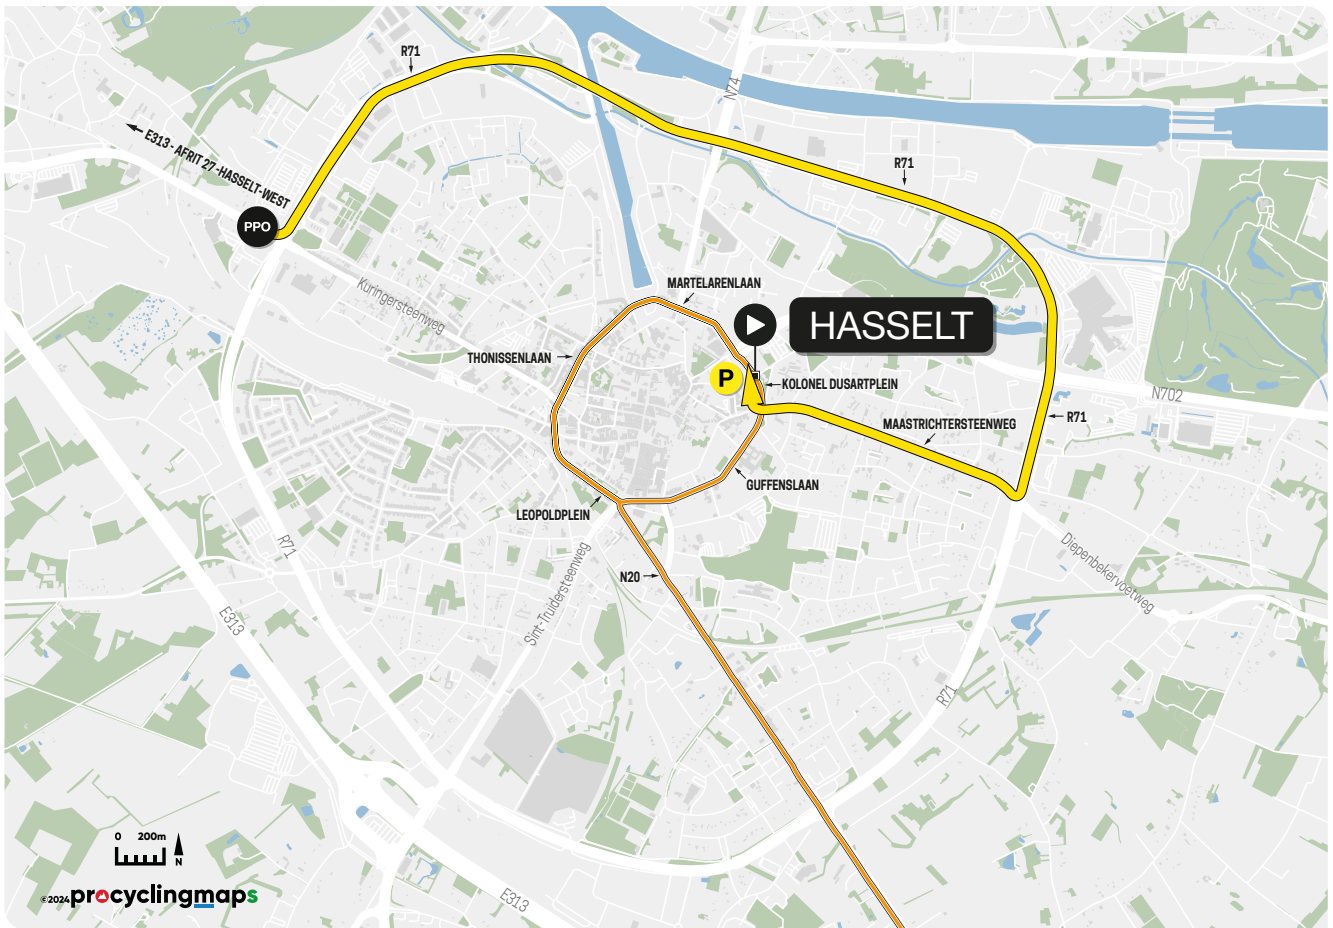 R71
N74
E313 - AFRIT 27 -HASSELT-WEST
R71
PPO
Kuringersteenweg
MARTELARENLAAN
HASSELT
THONISSENLAAN
P
KOLONEL DUSARTPLEIN
N702
MAASTRICHTERSTEENWEG
R71
GUFFENSLAAN
LEOPOLDPLEIN
R71
Sint-Truidersteenweg
N20
Diepenbekervoetweg
E313
R71
0 200m
N
©2024 procyclingmaps
E313